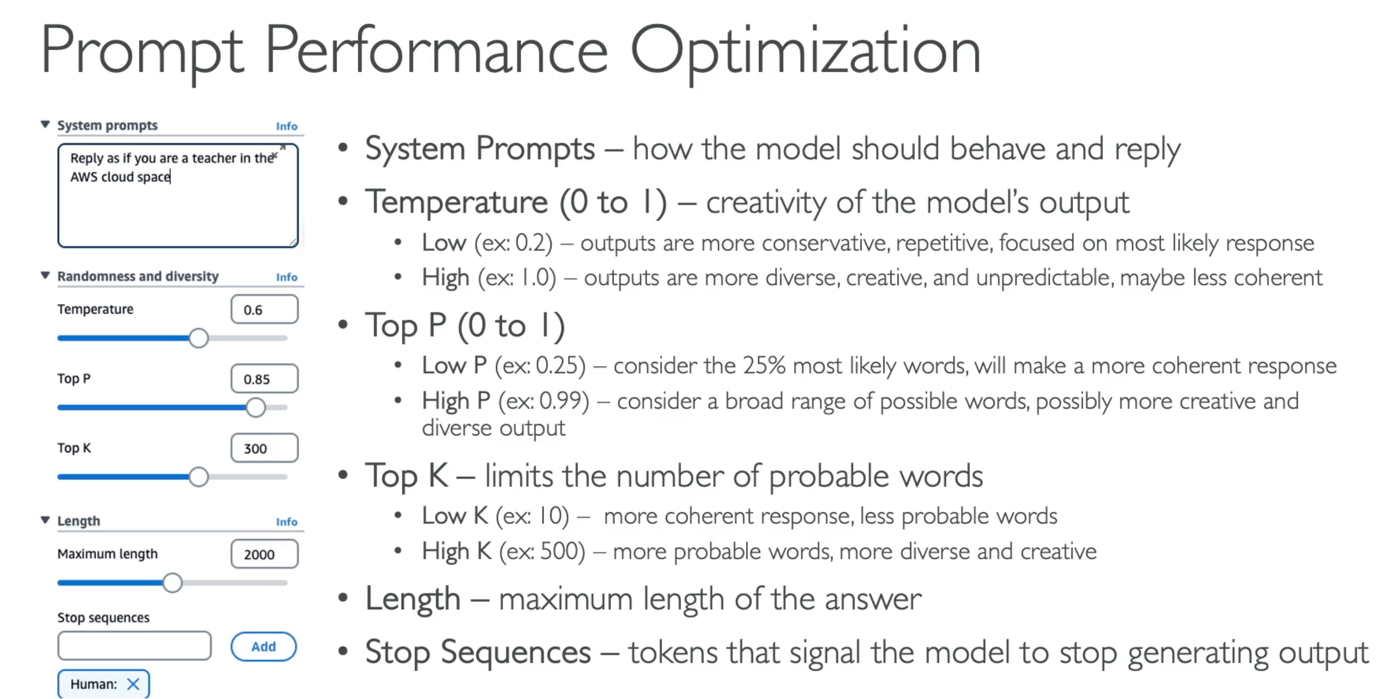 Prompt Performance Optimization
▼ System prompts Info
Reply as if you are a teacher in the
AWS cloud space
▼ Randomness and diversity Info
Temperature 0.6
Top P 0.85
Top K 300
▼ Length Info
Maximum length 2000
Stop sequences
Add
Human: ✕
• System Prompts – how the model should behave and reply
• Temperature (0 to 1) – creativity of the model’s output
• Low (ex: 0.2) – outputs are more conservative, repetitive, focused on most likely response
• High (ex: 1.0) – outputs are more diverse, creative, and unpredictable, maybe less coherent
• Top P (0 to 1)
• Low P (ex: 0.25) – consider the 25% most likely words, will make a more coherent response
• High P (ex: 0.99) – consider a broad range of possible words, possibly more creative and
diverse output
• Top K – limits the number of probable words
• Low K (ex: 10) – more coherent response, less probable words
• High K (ex: 500) – more probable words, more diverse and creative
• Length – maximum length of the answer
• Stop Sequences – tokens that signal the model to stop generating output